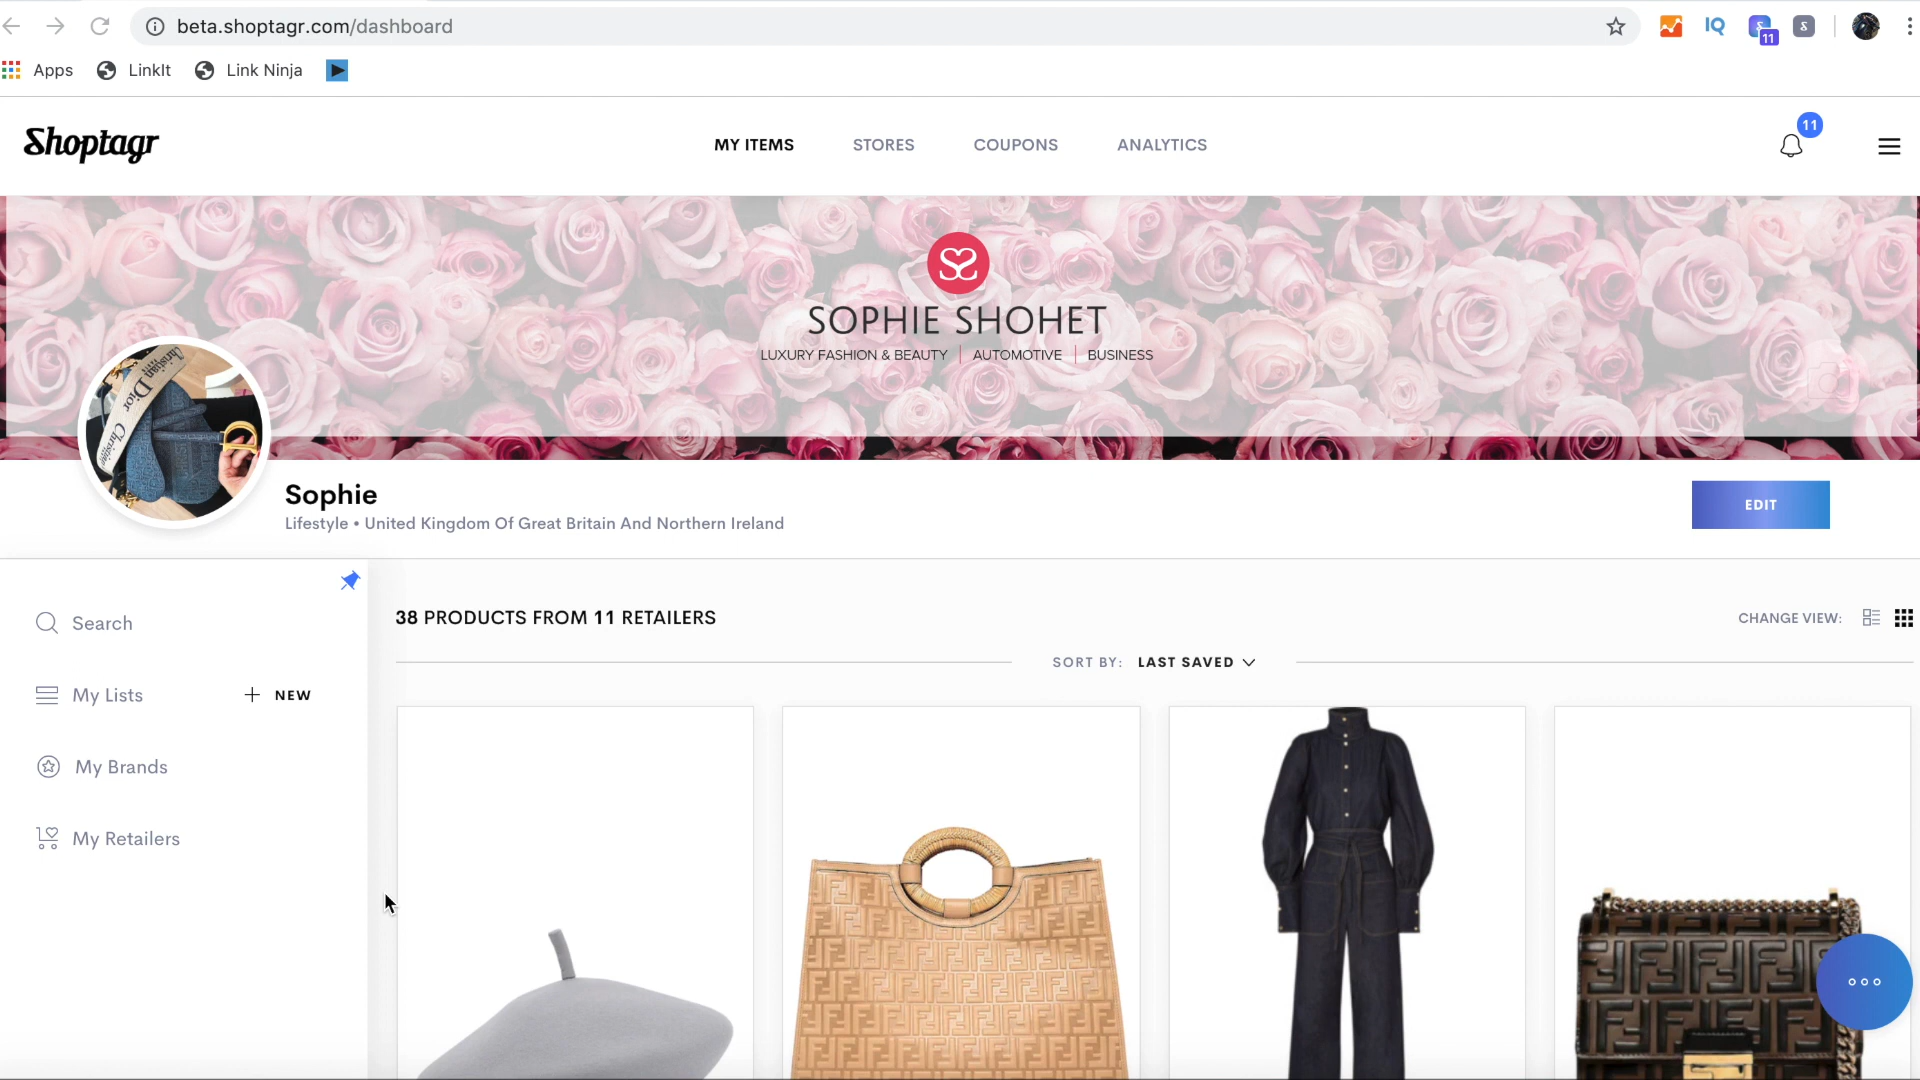 beta.shoptagr.com/dashboard
IQ
11
Apps
LinkIt
Link Ninja
Shoptagr
MY ITEMS
STORES
COUPONS
ANALYTICS
11
SOPHIE SHOHET
LUXURY FASHION & BEAUTY | AUTOMOTIVE | BUSINESS
Christian Dior
Sophie
Lifestyle • United Kingdom Of Great Britain And Northern Ireland
EDIT
Search
My Lists
+ NEW
My Brands
My Retailers
38 PRODUCTS FROM 11 RETAILERS
CHANGE VIEW:
SORT BY: LAST SAVED